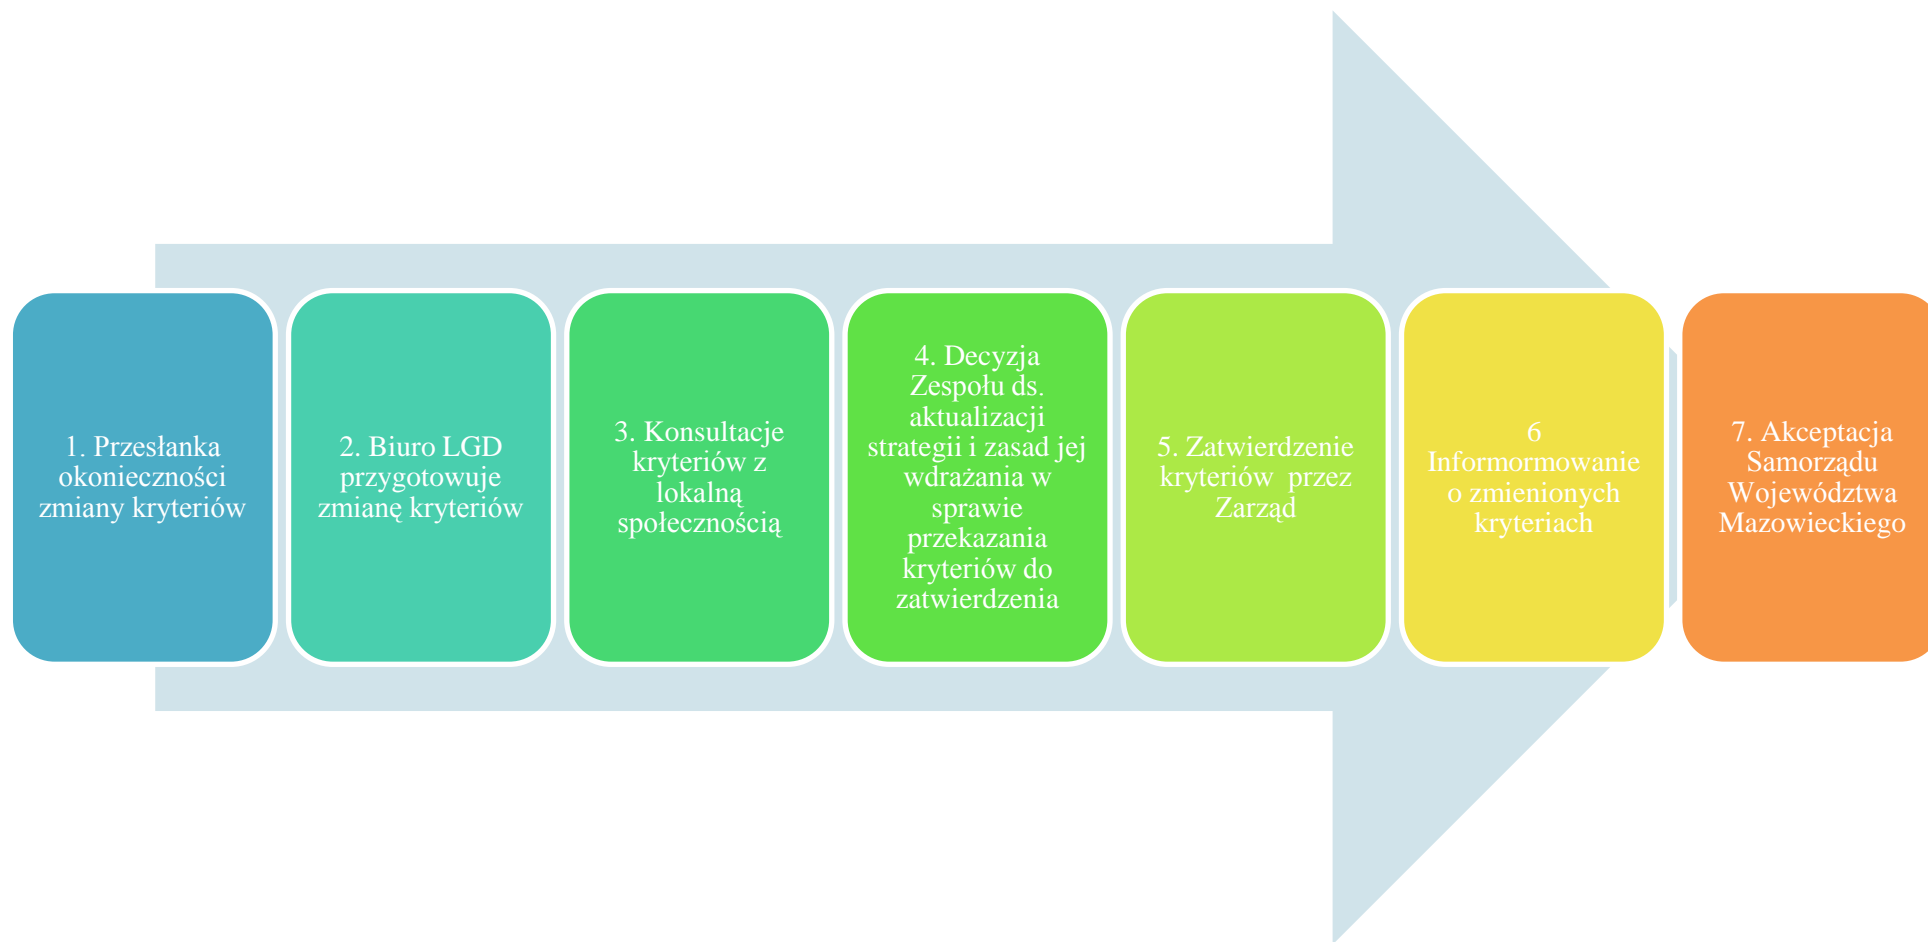 1. Przesłanka
okonieczności
zmiany kryteriów
2. Biuro LGD
przygotowuje
zmianę kryteriów
3. Konsultacje
kryteriów z
lokalną
społecznością
4. Decyzja
Zespołu ds.
aktualizacji
strategii i zasad jej
wdrażania w
sprawie
przekazania
kryteriów do
zatwierdzenia
5. Zatwierdzenie
kryteriów  przez
Zarząd
6
Informormowanie
o zmienionych
kryteriach
7. Akceptacja
Samorządu
Województwa
Mazowieckiego